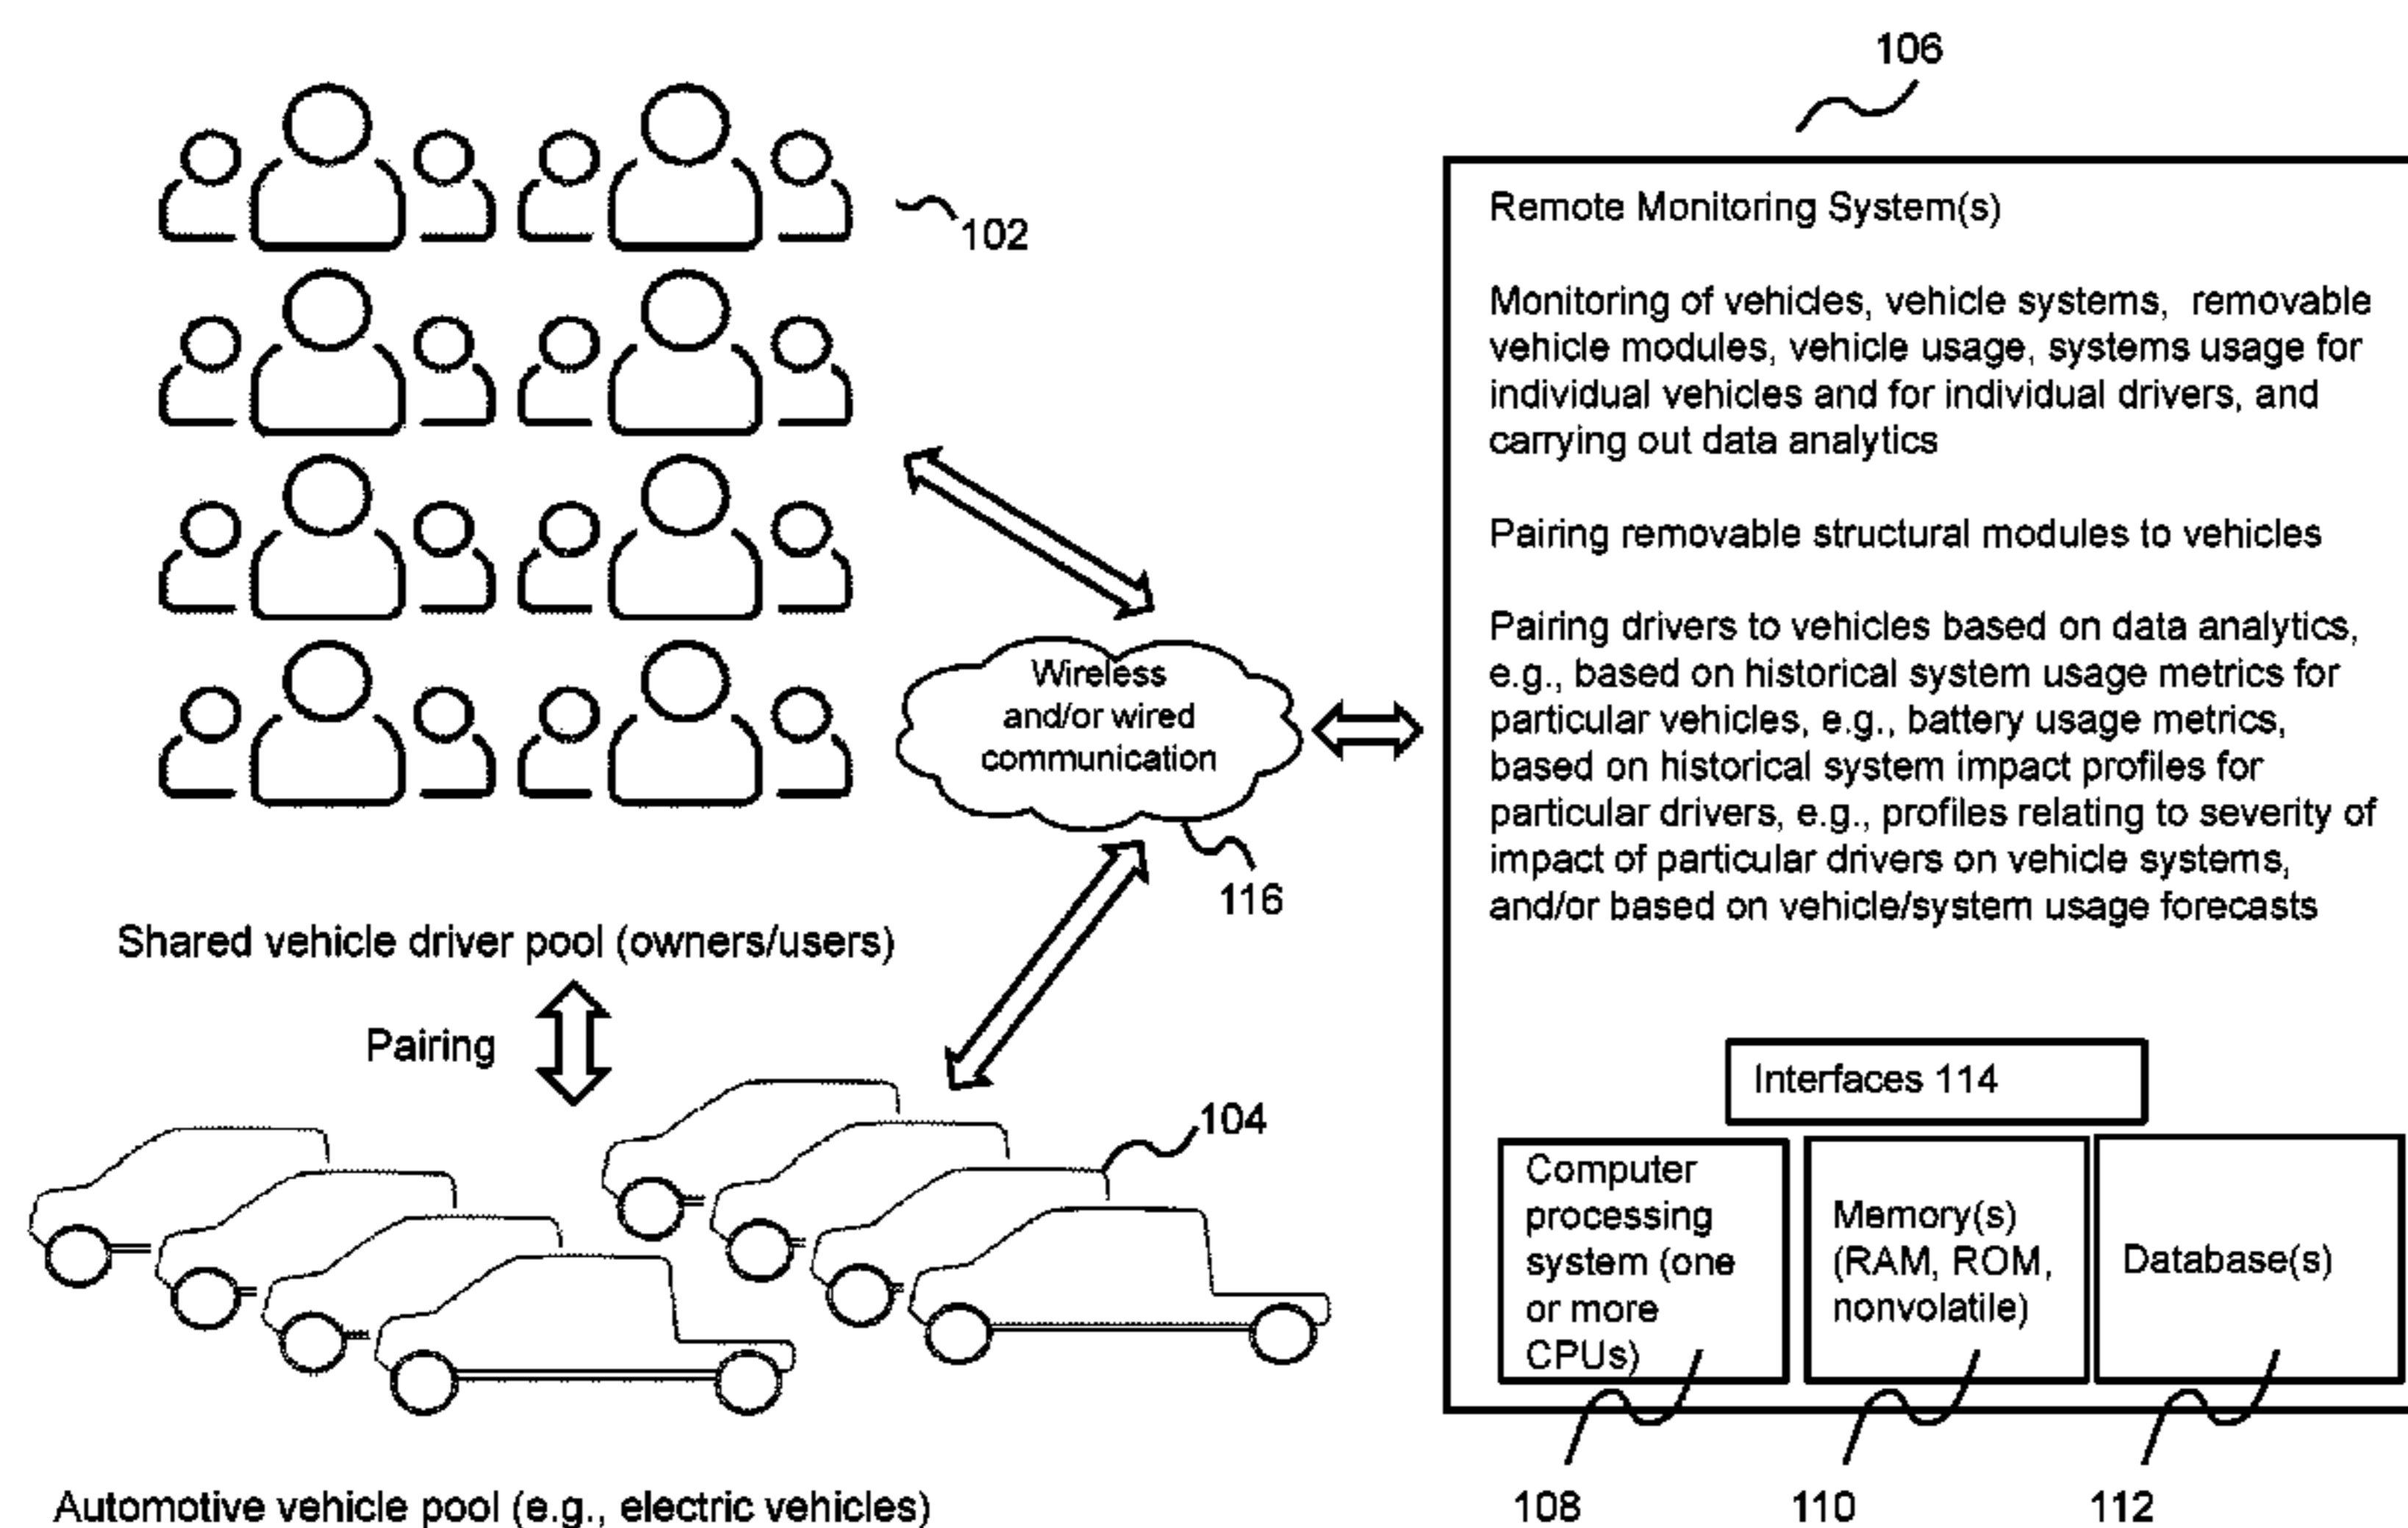 106
102
Remote Monitoring System(s)
Monitoring of vehicles, vehicle systems, removable
vehicle modules, vehicle usage, systems usage for
individual vehicles and for individual drivers, and
carrying out data analytics
Pairing removable structural modules to vehicles
Pairing drivers to vehicles based on data analytics,
e.g., based on historical system usage metrics for
particular vehicles, e.g., battery usage metrics,
based on historical system impact profiles for
particular drivers, e.g., profiles relating to severity of
impact of particular drivers on vehicle systems,
and/or based on vehicle/system usage forecasts
Wireless
and/or wired
communication
116
Shared vehicle driver pool (owners/users)
Pairing
104
Interfaces 114
Computer
processing
system (one
or more
CPUs)
Memory(s)
(RAM, ROM,
nonvolatile)
Database(s)
Automotive vehicle pool (e.g., electric vehicles)
108
110
112